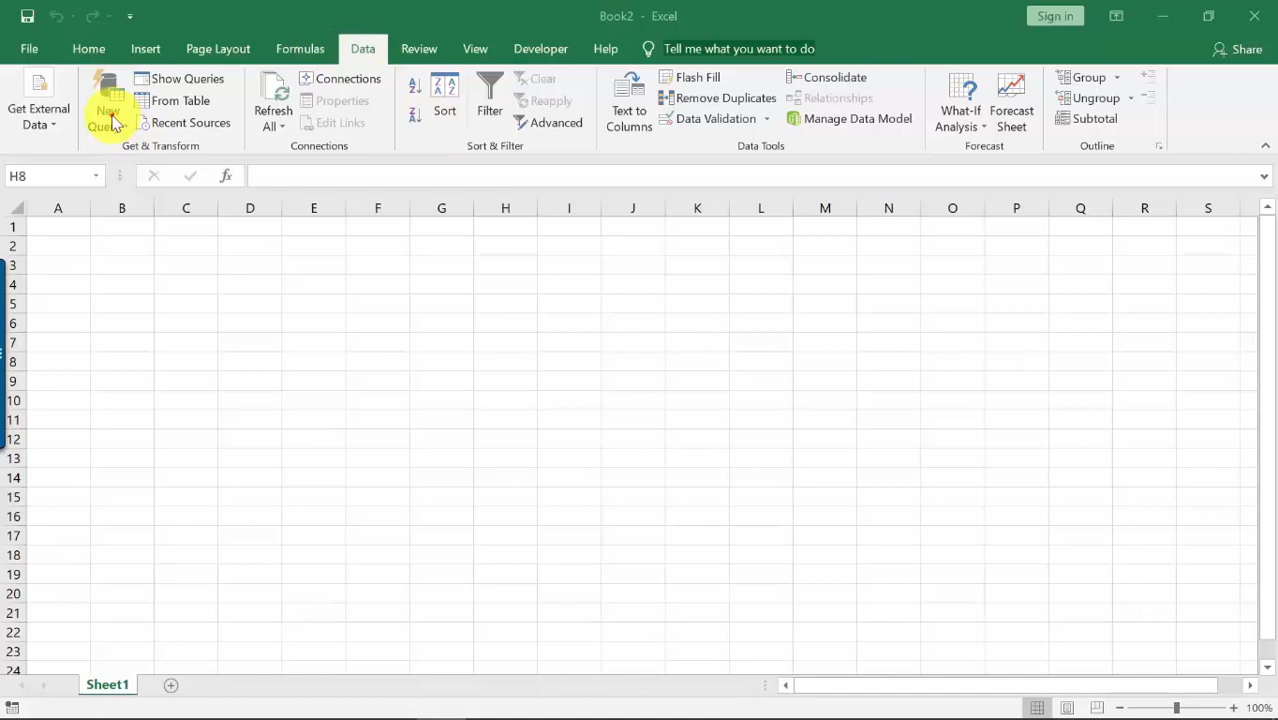 Book2 - Excel
Sign in
File Home Insert Page Layout Formulas Data Review View Developer Help Tell me what you want to do Share
Get External Data
New Query
Show Queries
From Table
Recent Sources
Get & Transform
Refresh All
Connections
Properties
Edit Links
Connections
Sort
Filter
Clear
Reapply
Advanced
Sort & Filter
Text to Columns
Flash Fill
Remove Duplicates
Data Validation
Consolidate
Relationships
Manage Data Model
Data Tools
What-If Analysis
Forecast Sheet
Forecast
Group
Ungroup
Subtotal
Outline
H8 fx
A B C D E F G H I J K L M N O P Q R S
1
2
3
4
5
6
7
8
9
10
11
12
13
14
15
16
17
18
19
20
21
22
23
24
Sheet1
100%